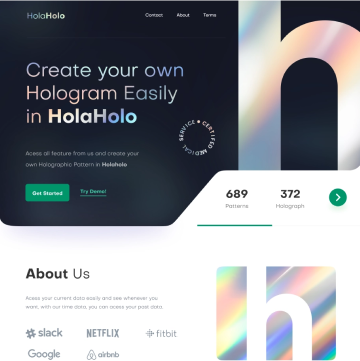 HolaHolo
Contact About Terms
Create your own
Hologram Easily
in HolaHolo
SERVICE ● CERTIFIED MEDICAL
Acess all feature from us and create your
own Holographic Pattern in Holoholo
Get Started Try Demo!
689 372
Patterns Holograph
About Us
Acess your current data easily and see whenever you
want, with our time data, you can acess your past data.
slack NETFLIX fitbit
Google airbnb